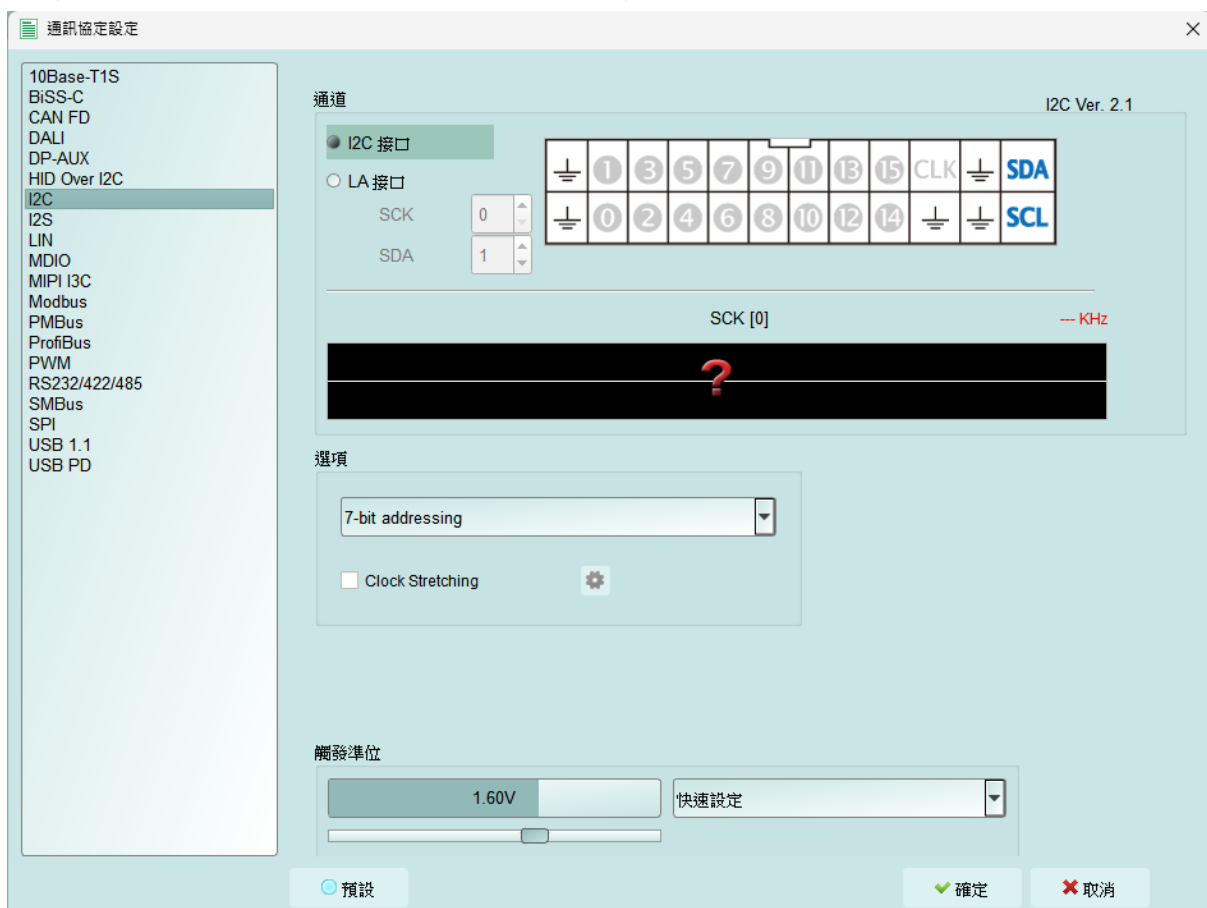 通訊協定設定
10Base-T1S
BiSS-C
CAN FD
DALI
DP-AUX
HID Over I2C
I2C
I2S
LIN
MDIO
MIPI I3C
Modbus
PMBus
ProfiBus
PWM
RS232/422/485
SMBus
SPI
USB 1.1
USB PD
通道
I2C Ver. 2.1
I2C 接口
LA 接口
SCK 0
SDA 1
1 3 5 7 9 11 13 15 CLK SDA
0 2 4 6 8 10 12 14 SCL
SCK [0]
--- KHz
?
選項
7-bit addressing
Clock Stretching
觸發準位
1.60V
快速設定
預設
確定
取消